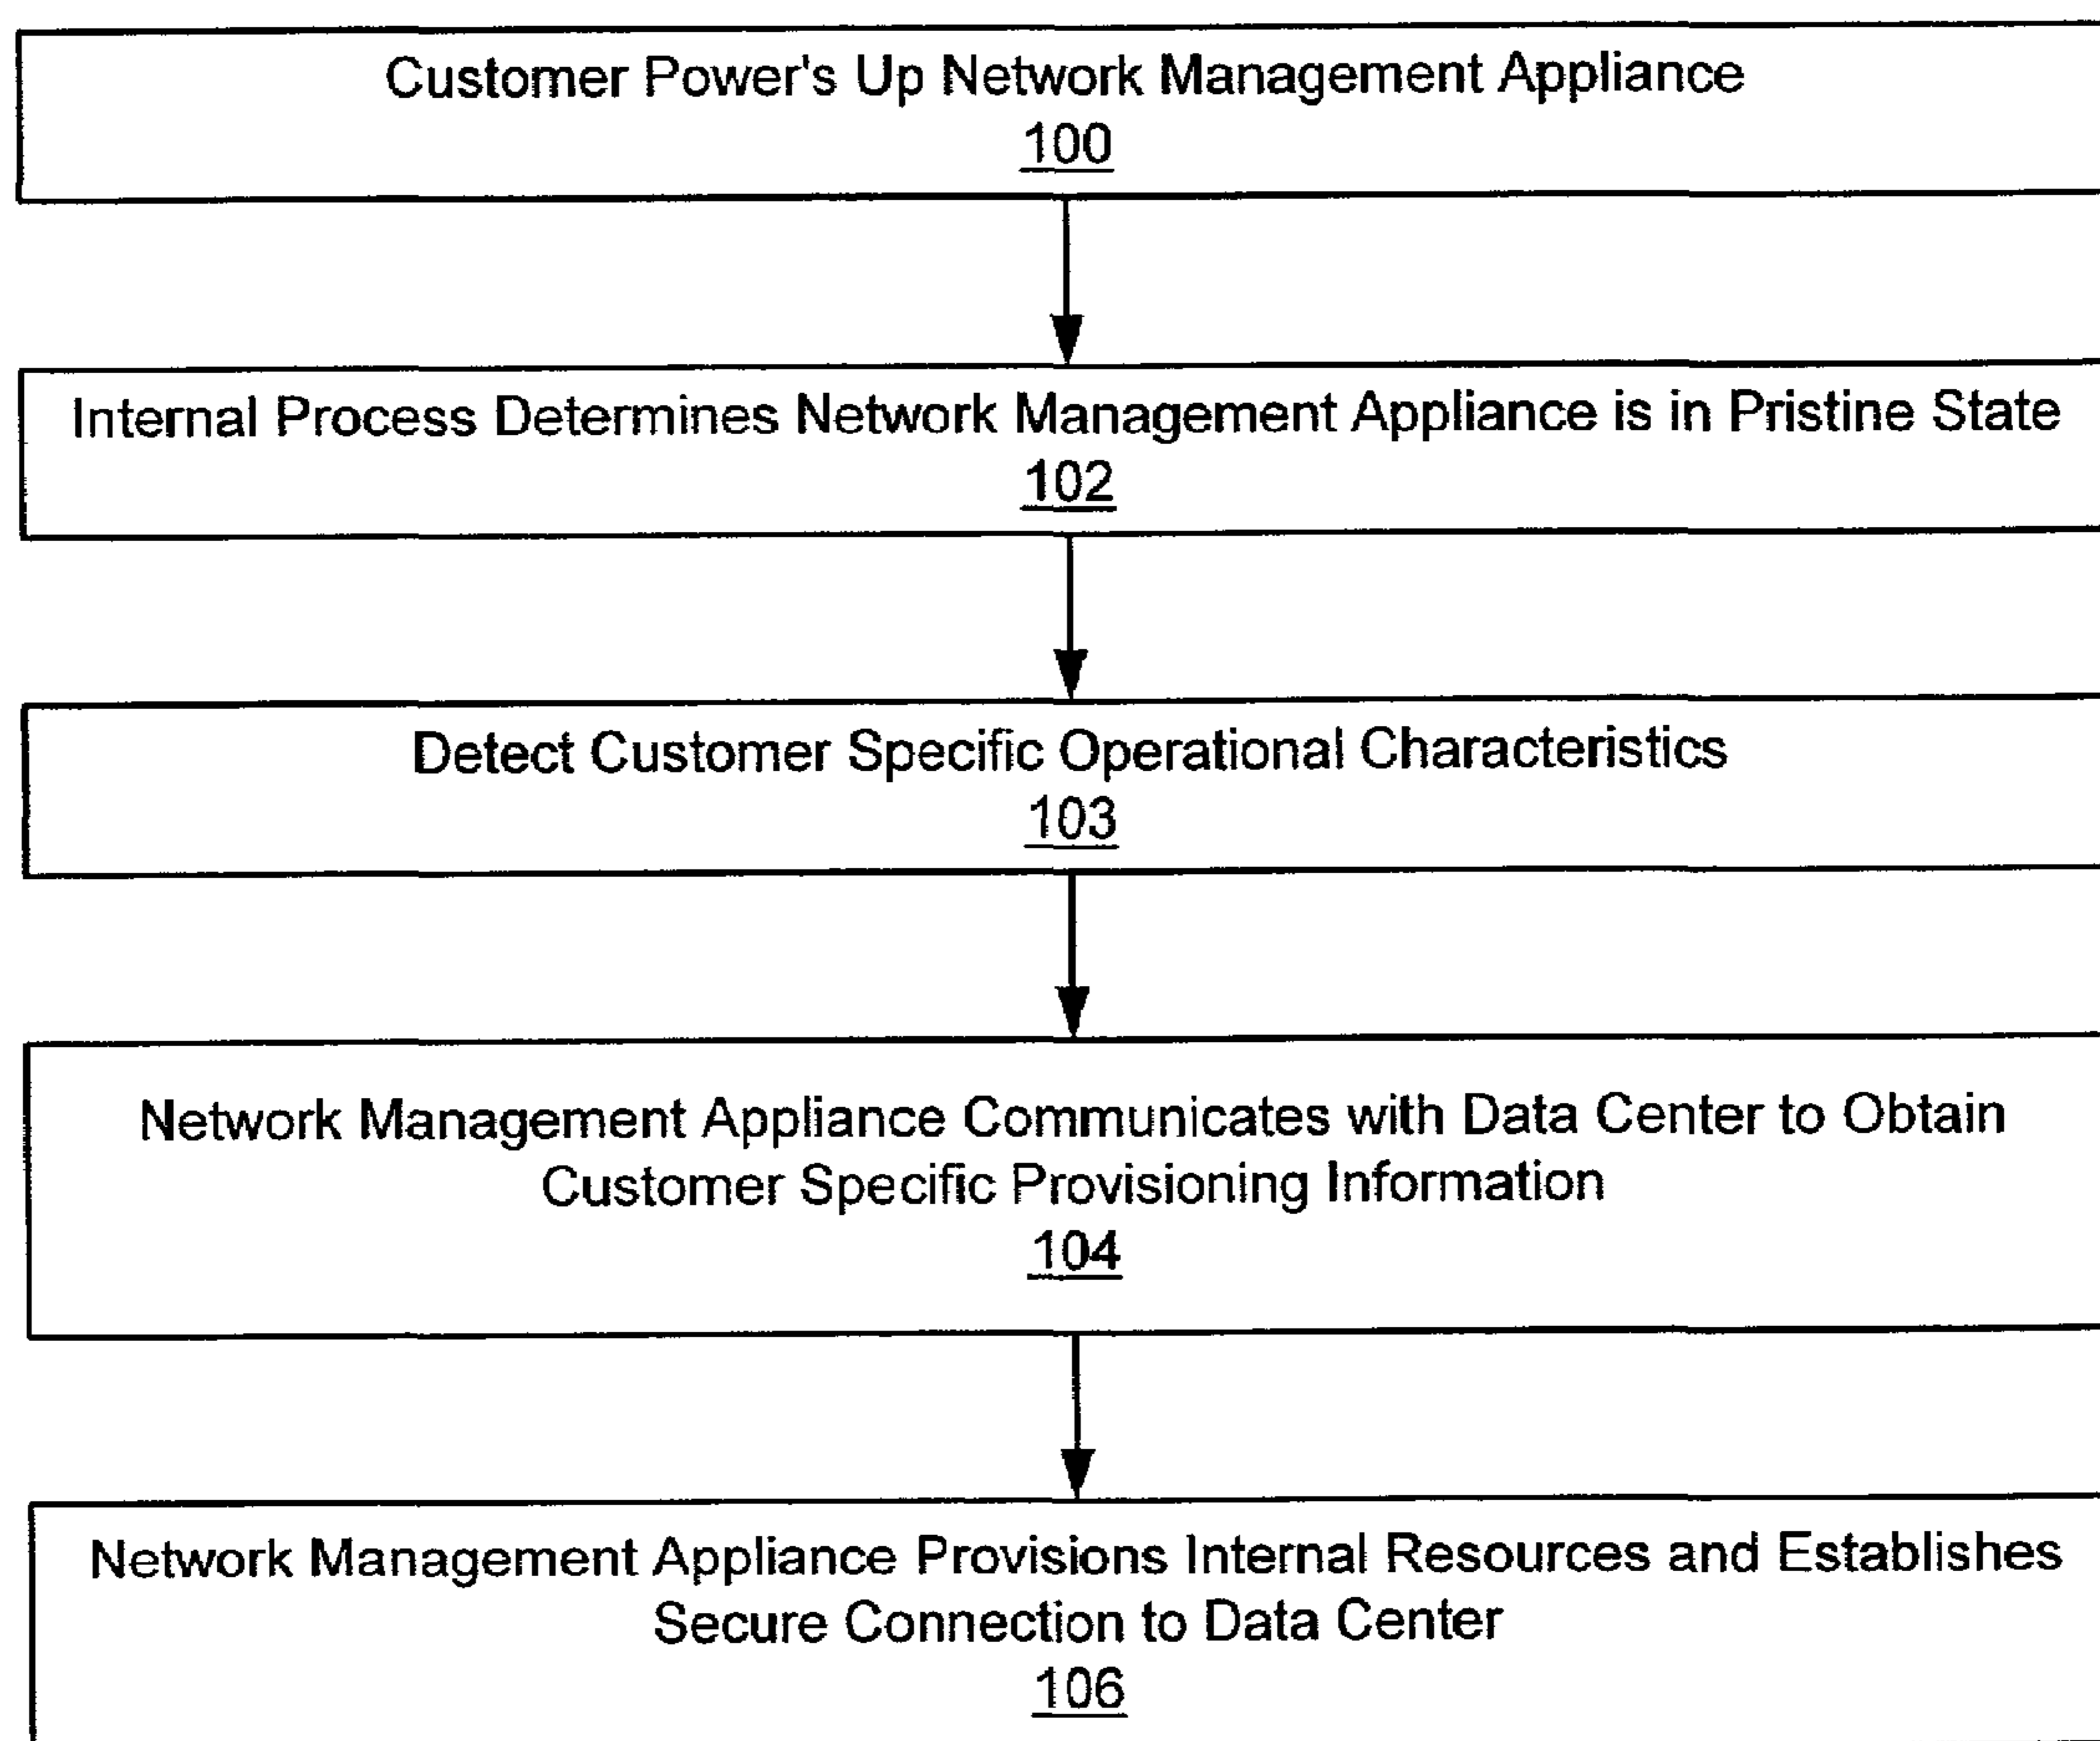 Customer Power's Up Network Management Appliance
100
Internal Process Determines Network Management Appliance is in Pristine State
102
Detect Customer Specific Operational Characteristics
103
Network Management Appliance Communicates with Data Center to Obtain
Customer Specific Provisioning Information
104
Network Management Appliance Provisions Internal Resources and Establishes
Secure Connection to Data Center
106